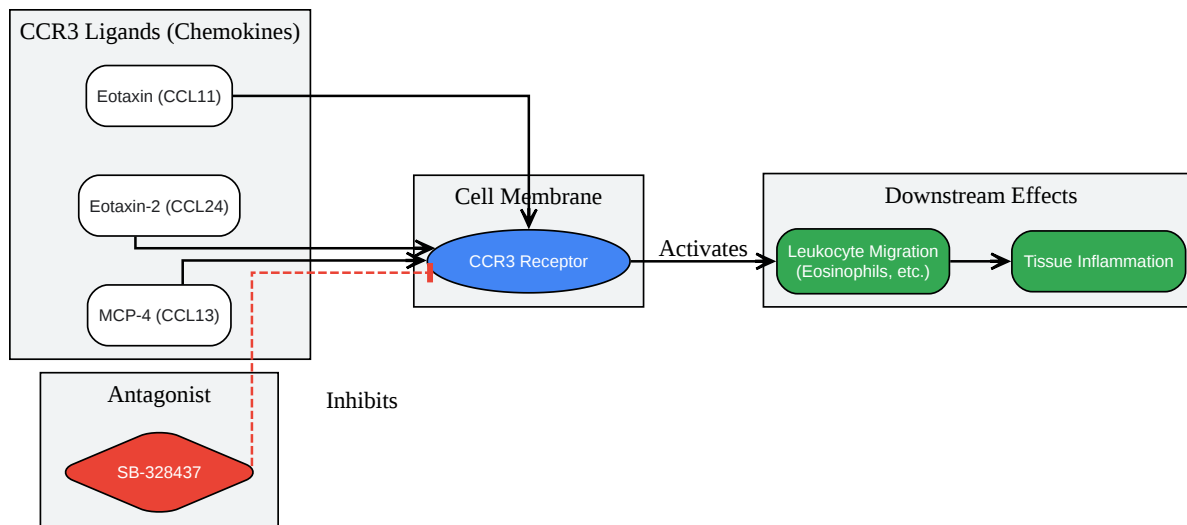 CCR3 Ligands (Chemokines)
Eotaxin (CCL11)
Eotaxin-2 (CCL24)
MCP-4 (CCL13)
Cell Membrane
CCR3 Receptor
Activates
Downstream Effects
Leukocyte Migration
(Eosinophils, etc.)
Tissue Inflammation
Antagonist
SB-328437
Inhibits